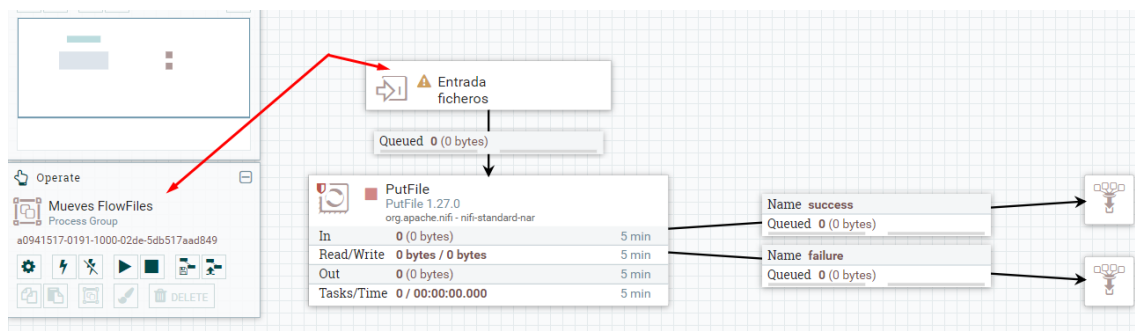 Operate
Mueves FlowFiles
Process Group
a0941517-0191-1000-02de-5db517aad849
DELETE
Entrada
ficheros
Queued 0 (0 bytes)
PutFile
PutFile 1.27.0
org.apache.nifi - nifi-standard-nar
In 0 (0 bytes) 5 min
Read/Write 0 bytes / 0 bytes 5 min
Out 0 (0 bytes) 5 min
Tasks/Time 0 / 00:00:00.000 5 min
Name success
Queued 0 (0 bytes)
Name failure
Queued 0 (0 bytes)